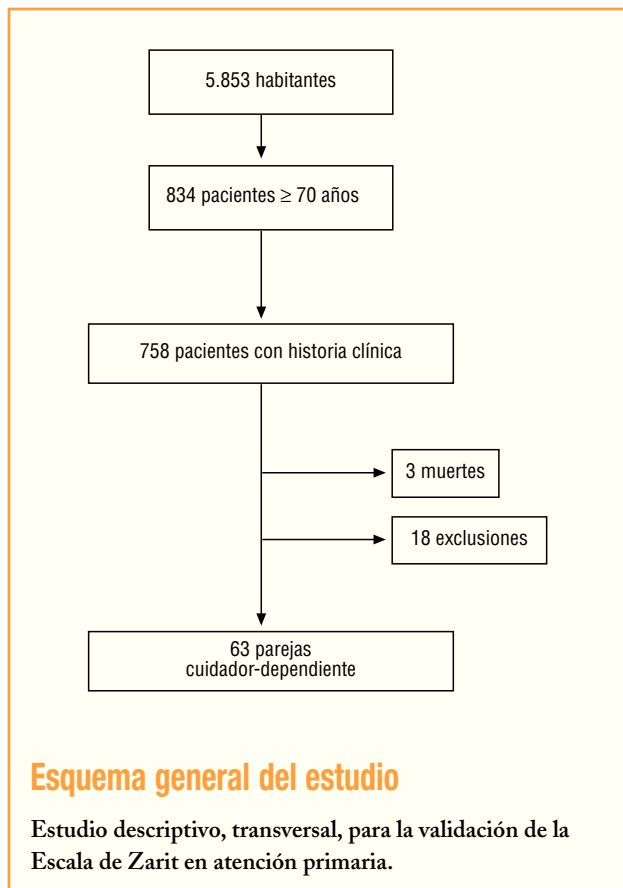 5.853 habitantes
834 pacientes ≥ 70 años
758 pacientes con historia clínica
3 muertes
18 exclusiones
63 parejas
cuidador-dependiente
Esquema general del estudio
Estudio descriptivo, transversal, para la validación de la
Escala de Zarit en atención primaria.